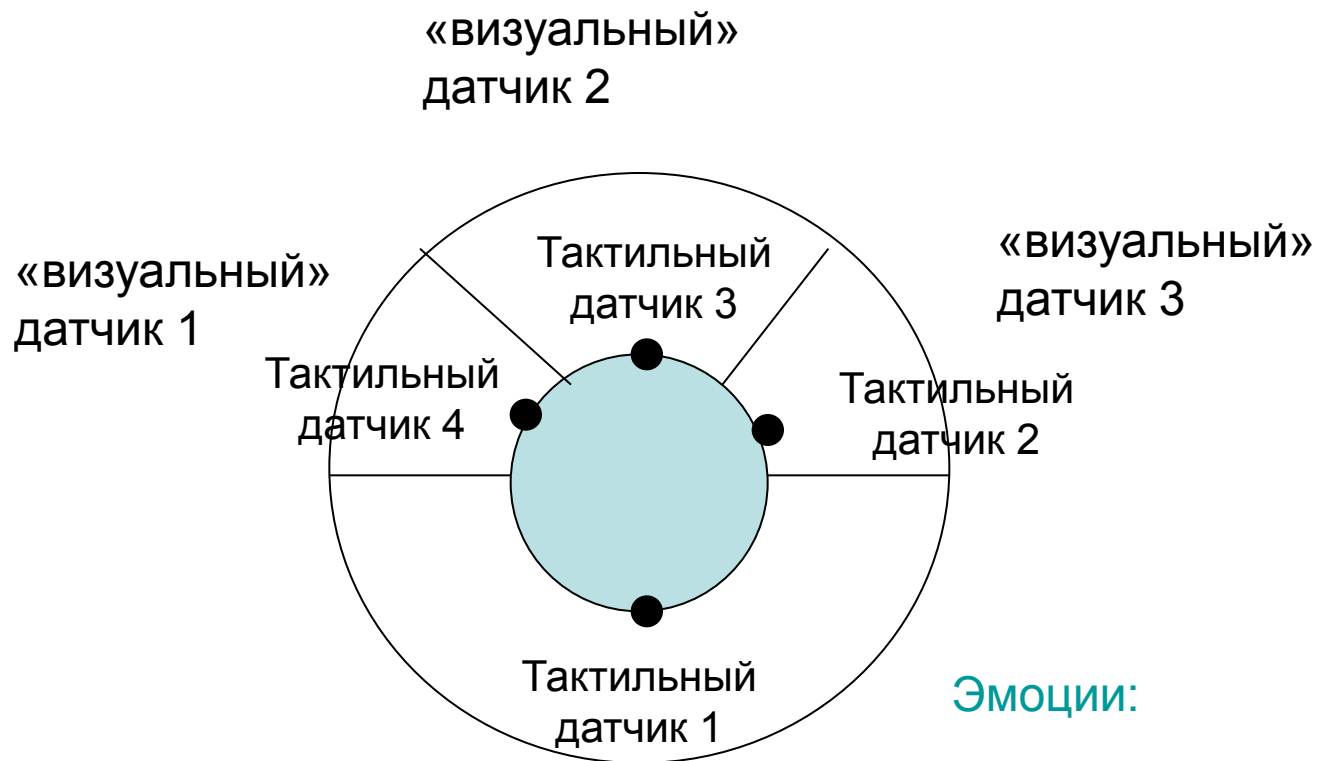 «визуальный»
датчик 2
«визуальный»
датчик 1
Тактильный
датчик 3
«визуальный»
датчик 3
Тактильный
датчик 4
Тактильный
датчик 2
Тактильный
датчик 1
Эмоции: